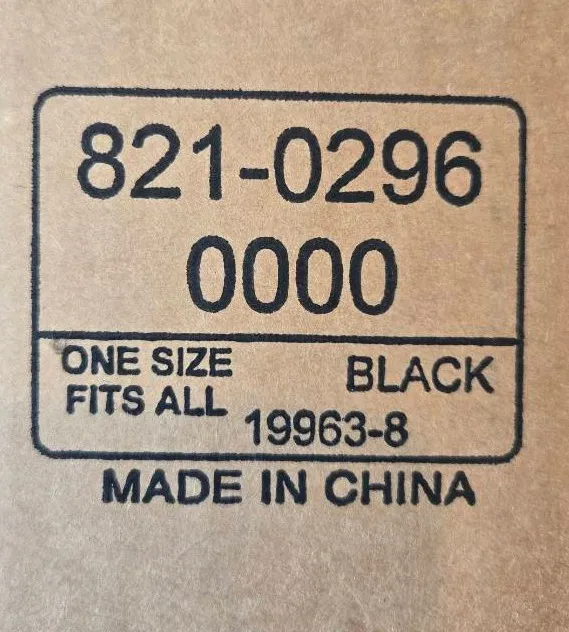 821-0296
0000
ONE SIZE
FITS ALL
BLACK
19963-8
MADE IN CHINA